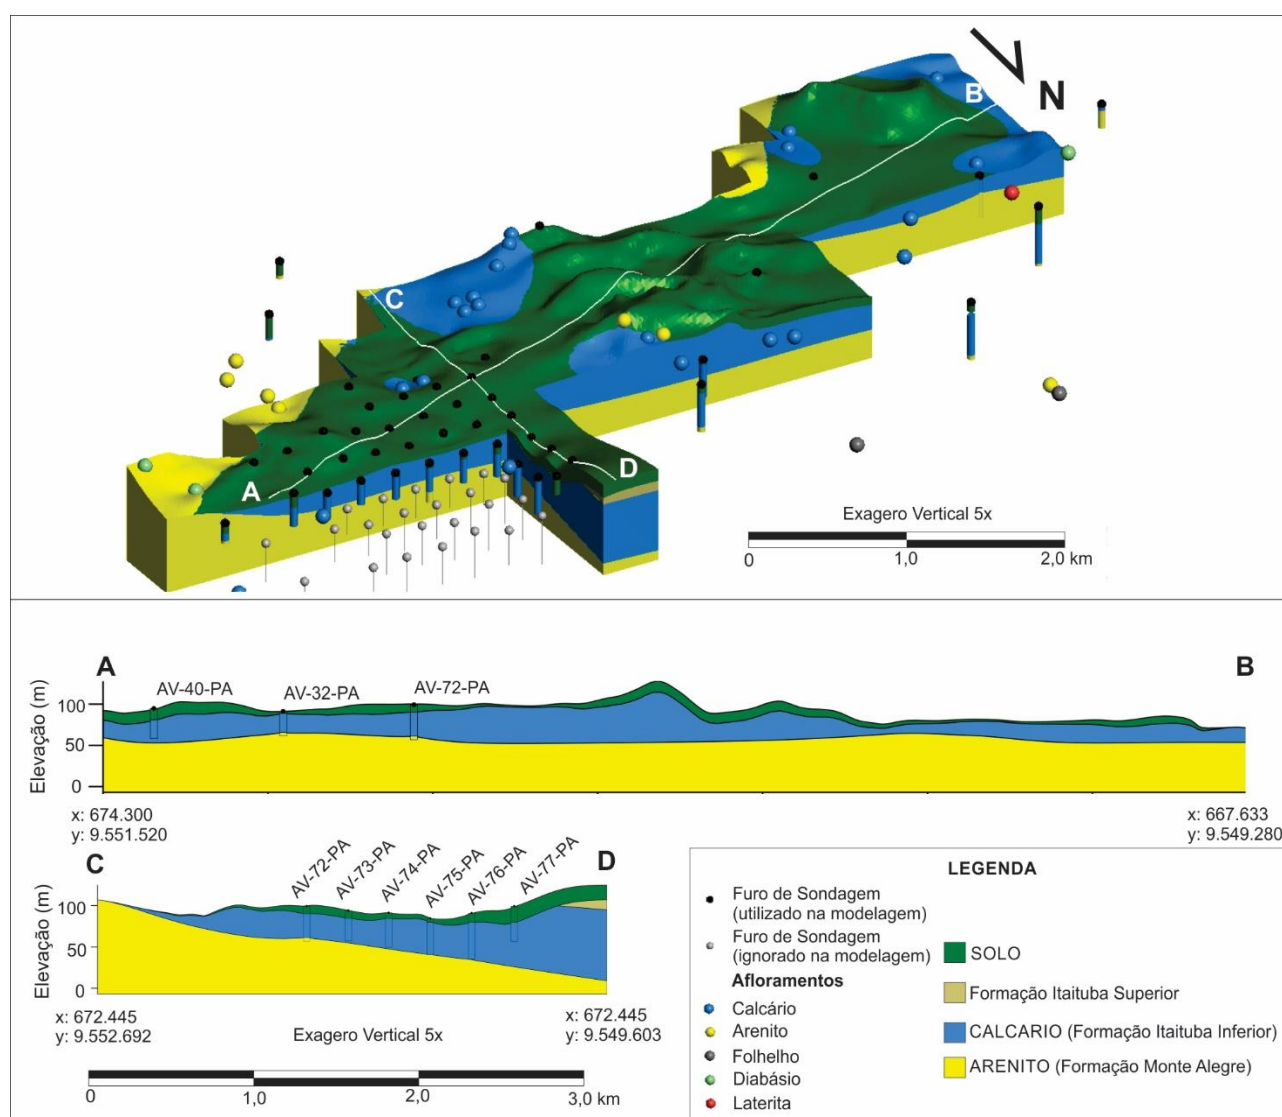 N
B
C
A
D
Exagero Vertical 5x
0
1,0
2,0 km
A
B
Elevação (m)
100
50
0
AV-40-PA
AV-32-PA
AV-72-PA
x: 674.300
y: 9.551.520
x: 667.633
y: 9.549.280
C
D
Elevação (m)
100
50
0
AV-72-PA
AV-73-PA
AV-74-PA
AV-75-PA
AV-76-PA
AV-77-PA
x: 672.445
y: 9.552.692
x: 672.445
y: 9.549.603
Exagero Vertical 5x
0
1,0
2,0
3,0 km
LEGENDA
Furo de Sondagem
(utilizado na modelagem)
Furo de Sondagem
(ignorado na modelagem)
Afloramentos
Calcário
Arenito
Folhelho
Diabásio
Laterita
SOLO
Formação Itaituba Superior
CALCARIO (Formação Itaituba Inferior)
ARENITO (Formação Monte Alegre)